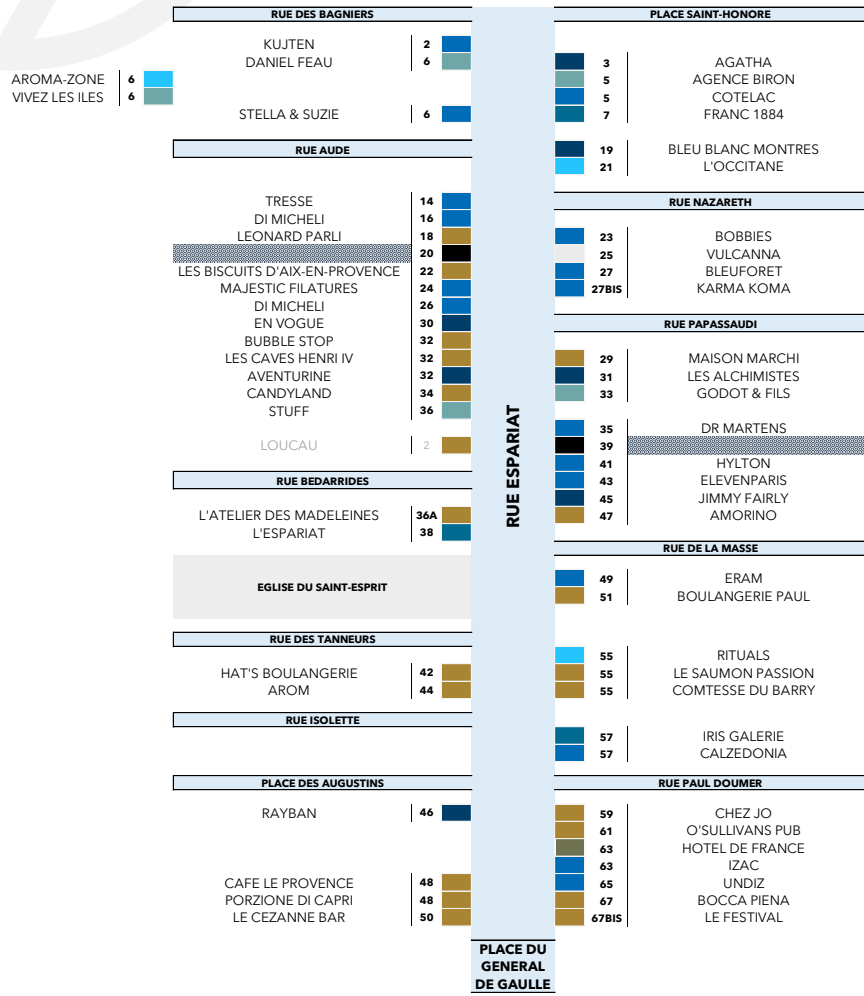 RUE DES BAGNIERS
KUJTEN 2
DANIEL FEAU 6
AROMA-ZONE 6
VIVEZ LES ILES 6
STELLA & SUZIE 6
RUE AUDE
TRESSE 14
DI MICHELI 16
LEONARD PARLI 18
20
LES BISCUITS D'AIX-EN-PROVENCE 22
MAJESTIC FILATURES 24
DI MICHELI 26
EN VOGUE 30
BUBBLE STOP 32
LES CAVES HENRI IV 32
AVENTURINE 32
CANDYLAND 34
STUFF 36
LOUCAU 2
RUE BEDARRIDES
L'ATELIER DES MADELEINES 36A
L'ESPARIAT 38
EGLISE DU SAINT-ESPRIT
RUE DES TANNEURS
HAT'S BOULANGERIE 42
AROM 44
RUE ISOLETTE
PLACE DES AUGUSTINS
RAYBAN 46
CAFE LE PROVENCE 48
PORZIONE DI CAPRI 48
LE CEZANNE BAR 50
RUE ESPARIAT
PLACE DU
GENERAL
DE GAULLE
PLACE SAINT-HONORE
3 AGATHA
5 AGENCE BIRON
5 COTELAC
7 FRANC 1884
19 BLEU BLANC MONTRES
21 L'OCCITANE
RUE NAZARETH
23 BOBBIES
25 VULCANNA
27 BLEUFORET
27BIS KARMA KOMA
RUE PAPASSAUDI
29 MAISON MARCHI
31 LES ALCHIMISTES
33 GODOT & FILS
35 DR MARTENS
39
41 HYLTON
43 ELEVENPARIS
45 JIMMY FAIRLY
47 AMORINO
RUE DE LA MASSE
49 ERAM
51 BOULANGERIE PAUL
55 RITUALS
55 LE SAUMON PASSION
55 COMTESSE DU BARRY
57 IRIS GALERIE
57 CALZEDONIA
RUE PAUL DOUMER
59 CHEZ JO
61 O'SULLIVANS PUB
63 HOTEL DE FRANCE
63 IZAC
65 UNDIZ
67 BOCCA PIENA
67BIS LE FESTIVAL